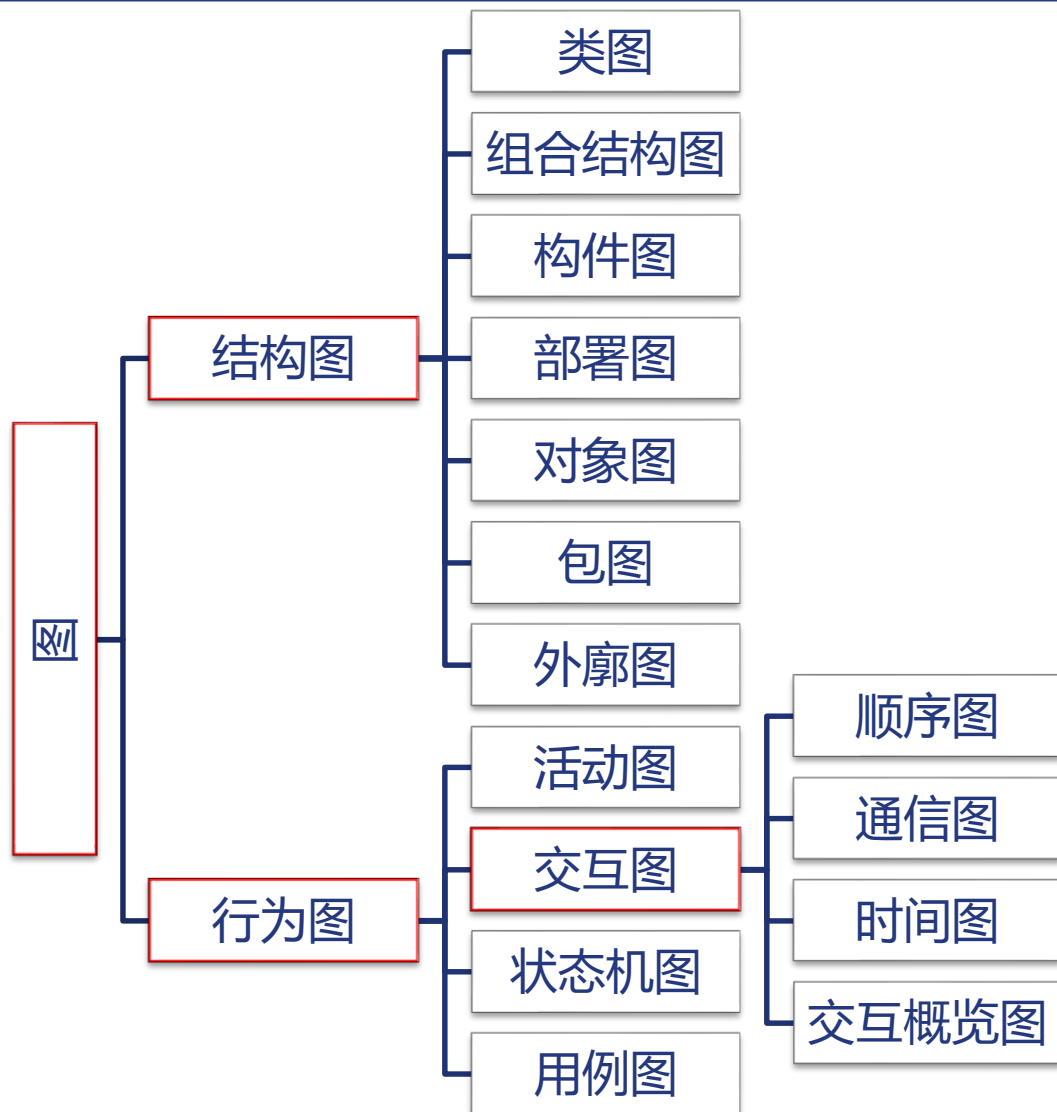 类图
组合结构图
构件图
结构图
部署图
对象图
包图
图
外廓图
顺序图
活动图
通信图
交互图
行为图
时间图
状态机图
交互概览图
用例图